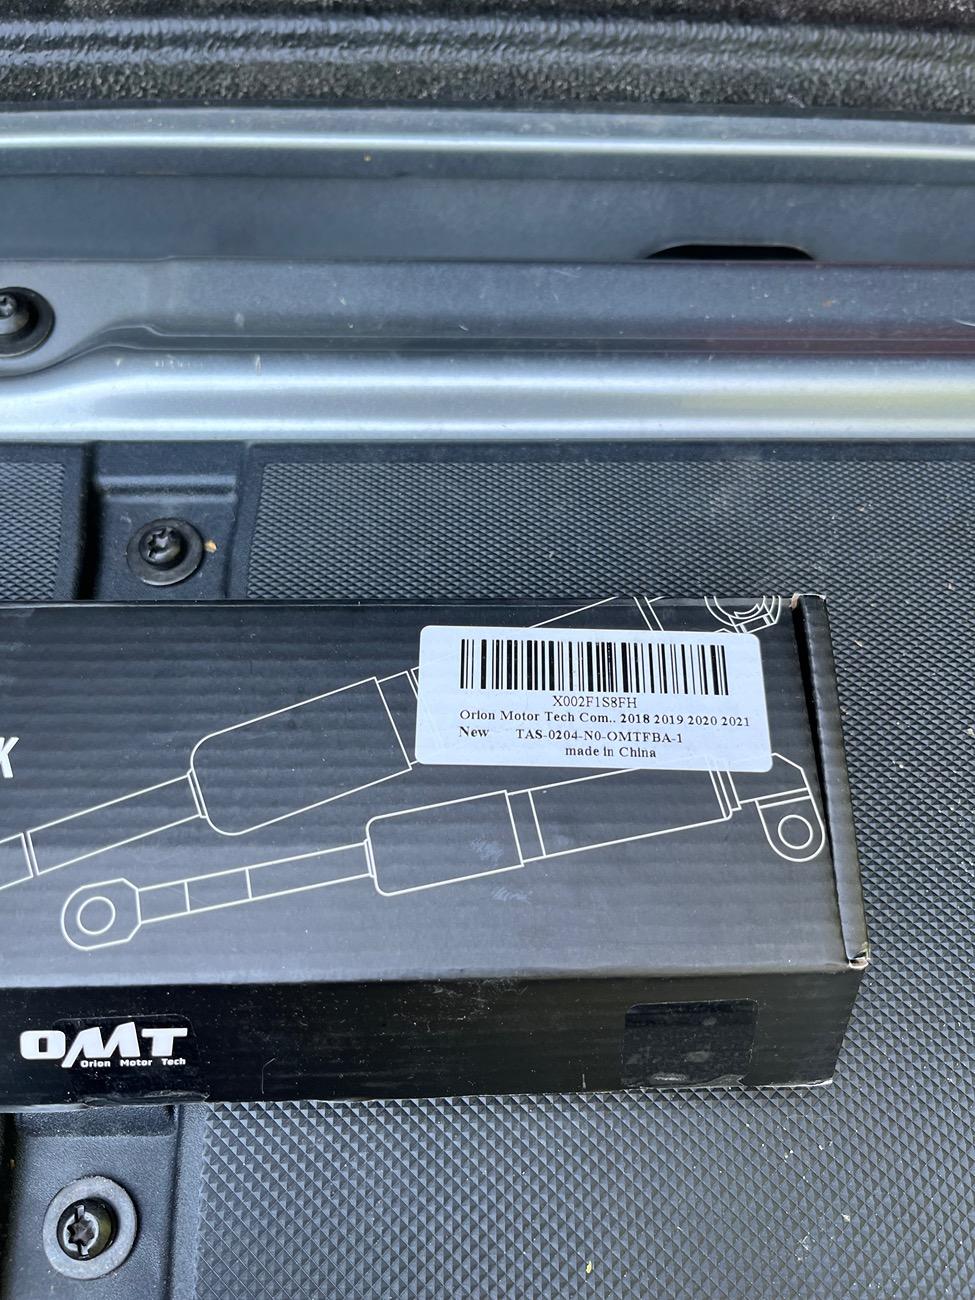 X002F1S8FH
Orion Motor Tech Com.. 2018 2019 2020 2021
New TAS-0204-N0-OMTFBA-1
made in China
K
OMT
Orion Motor Tech